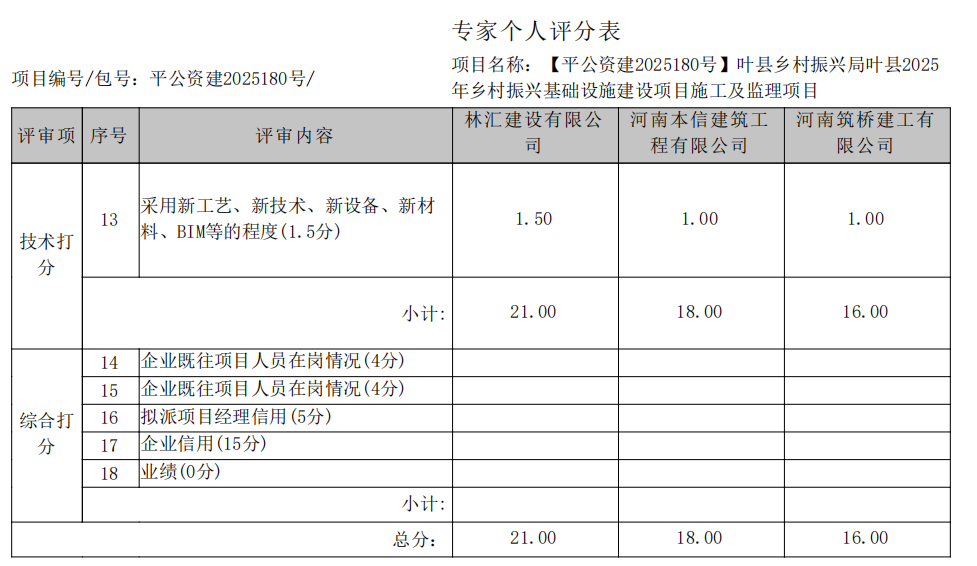 专家个人评分表
项目编号/包号: 平公资建2025180号/
项目名称: 【平公资建2025180号】叶县乡村振兴局叶县2025
年乡村振兴基础设施建设项目施工及监理项目
评审项 序号 评审内容 林汇建设有限公 河南本信建筑工 河南筑桥建工有
司 程有限公司 限公司
技术打
分
13
采用新工艺、新技术、新设备、新材
料、BIM等的程度(1.5分)
1.50 1.00 1.00
小计: 21.00 18.00 16.00
综合打
分
14 企业既往项目人员在岗情况(4分)
15 企业既往项目人员在岗情况(4分)
16 拟派项目经理信用(5分)
17 企业信用(15分)
18 业绩(0分)
小计:
总分: 21.00 18.00 16.00